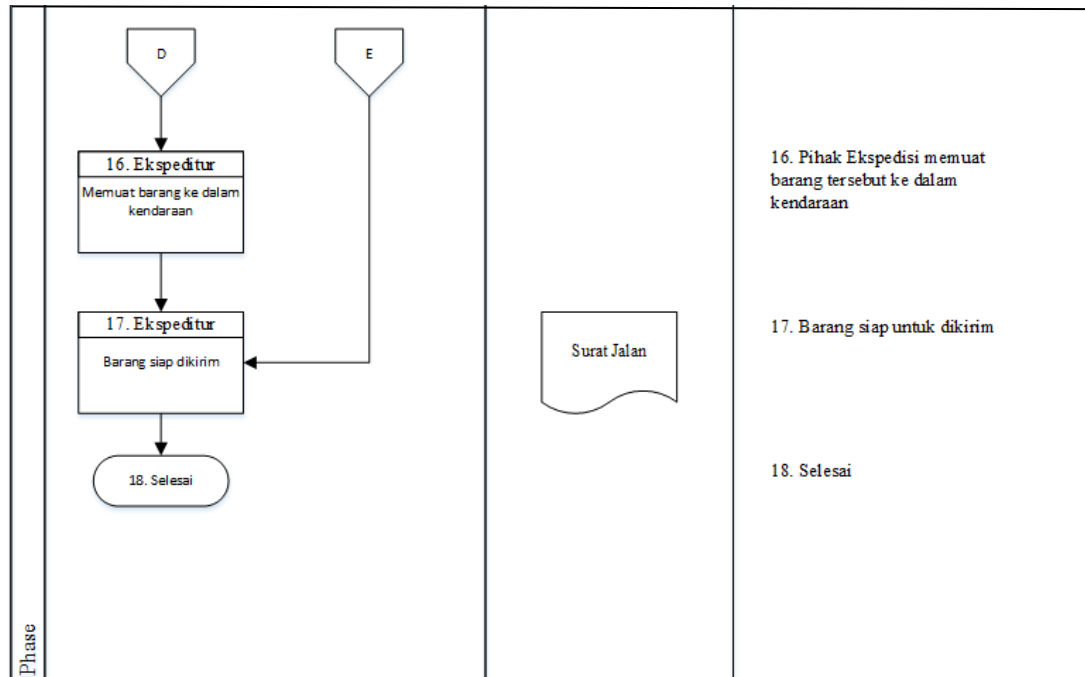 D
E
16. Ekspeditur
Memuat barang ke dalam
kendaraan
16. Pihak Ekspedisi memuat
barang tersebut ke dalam
kendaraan
17. Ekspeditur
Barang siap dikirim
Surat Jalan
17. Barang siap untuk dikirim
18. Selesai
18. Selesai
Phase